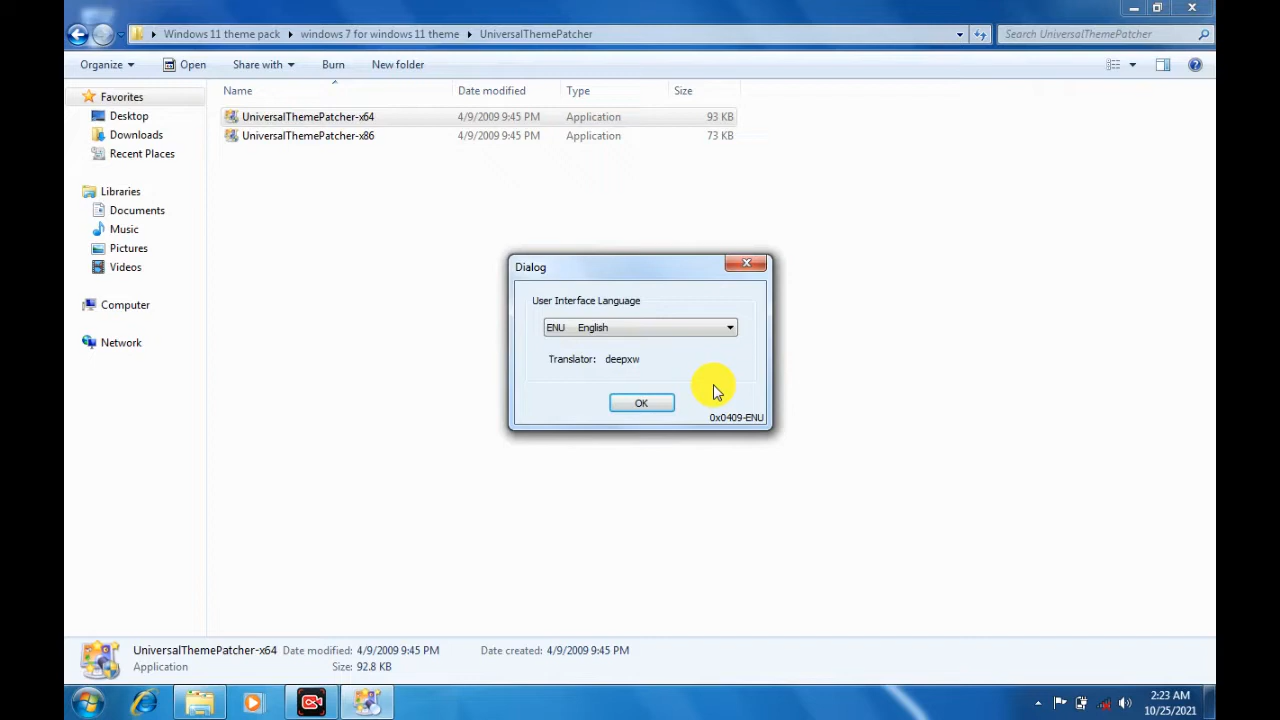 Windows 11 theme pack windows 7 for windows 11 theme UniversalThemePatcher Search UniversalThemePatcher
Organize Open Share with Burn New folder
Favorites
Desktop
Downloads
Recent Places
Libraries
Documents
Music
Pictures
Videos
Computer
Network
Name Date modified Type Size
UniversalThemePatcher-x64 4/9/2009 9:45 PM Application 93 KB
UniversalThemePatcher-x86 4/9/2009 9:45 PM Application 73 KB
Dialog
User Interface Language
ENU English
Translator: deepxw
OK
0x0409-ENU
UniversalThemePatcher-x64 Date modified: 4/9/2009 9:45 PM Date created: 4/9/2009 9:45 PM
Application Size: 92.8 KB
2:23 AM
10/25/2021